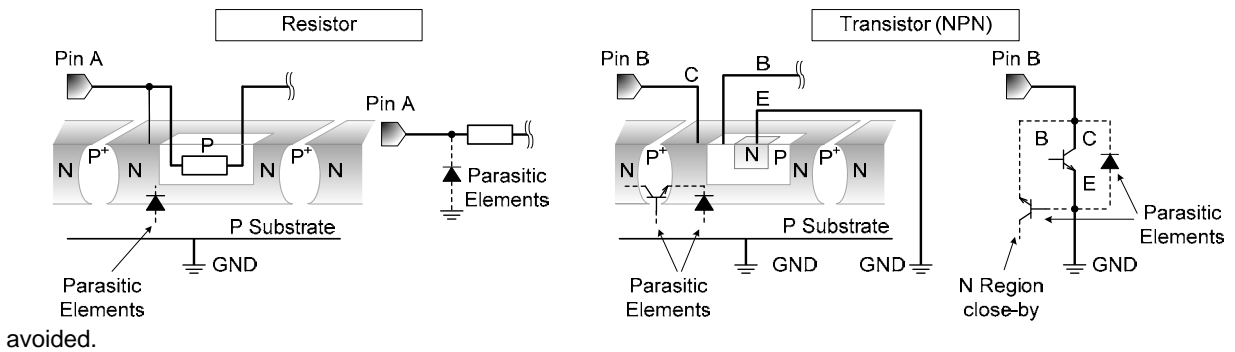 Resistor
Transistor (NPN)
Pin A
Pin B
Pin B
B
C
E
Pin A
N
P+
N
P
N
P+
N
Parasitic
Elements
P Substrate
GND
Parasitic
Elements
N
P+
N
N
P
N
P+
N
P Substrate
GND
GND
Parasitic
Elements
B
C
E
Parasitic
Elements
GND
N Region
close-by
avoided.